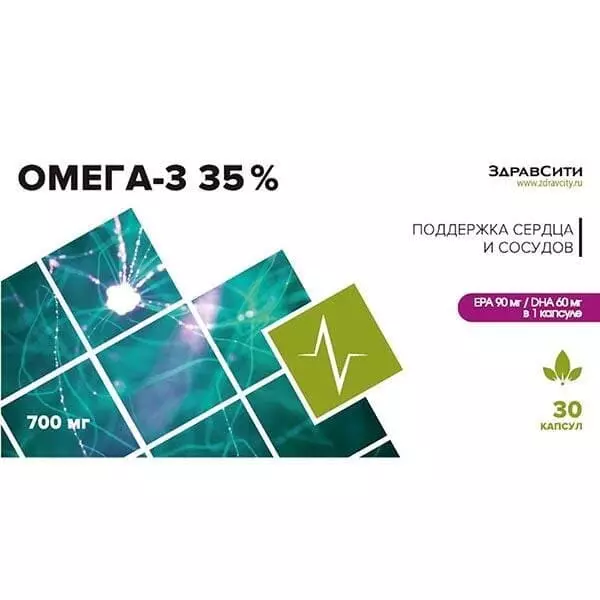 ОМЕГА-3 35%
ЗДРАВСИТИ
www.zdravcity.ru
ПОДДЕРЖКА СЕРДЦА
И СОСУДОВ
EPA 90 мг / DHA 60 мг
в 1 капсуле
700 мг
30
КАПСУЛ